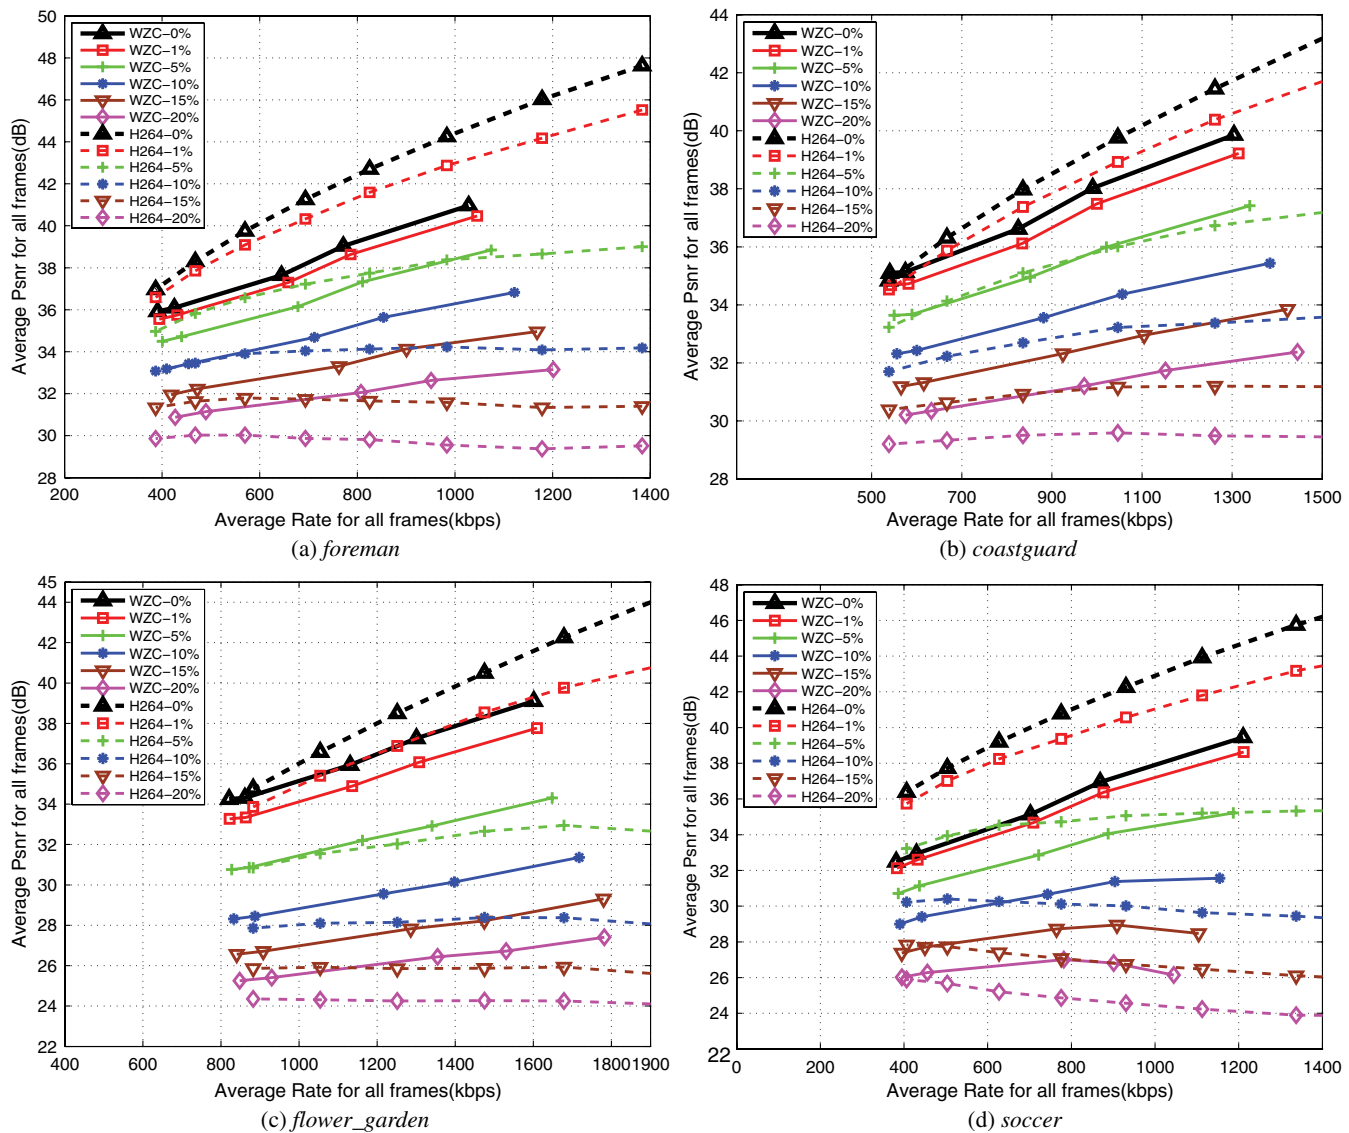 50
48
46
44
42
40
38
36
34
32
30
28
200
400
600
800
1000
1200
1400
Average Psnr for all frames(dB)
Average Rate for all frames(kbps)
WZC-0%
WZC-1%
WZC-5%
WZC-10%
WZC-15%
WZC-20%
H264-0%
H264-1%
H264-5%
H264-10%
H264-15%
H264-20%
(a) foreman
44
42
40
38
36
34
32
30
28
500
700
900
1100
1300
1500
Average Psnr for all frames(dB)
Average Rate for all frames(kbps)
WZC-0%
WZC-1%
WZC-5%
WZC-10%
WZC-15%
WZC-20%
H264-0%
H264-1%
H264-5%
H264-10%
H264-15%
H264-20%
(b) coastguard
45
44
42
40
38
36
34
32
30
28
26
24
22
400
600
800
1000
1200
1400
1600
1800
1900
Average Psnr for all frames(dB)
Average Rate for all frames(kbps)
WZC-0%
WZC-1%
WZC-5%
WZC-10%
WZC-15%
WZC-20%
H264-0%
H264-1%
H264-5%
H264-10%
H264-15%
H264-20%
(c) flower_garden
48
46
44
42
40
38
36
34
32
30
28
26
24
22
0
200
400
600
800
1000
1200
1400
Average Psnr for all frames(dB)
Average Rate for all frames(kbps)
WZC-0%
WZC-1%
WZC-5%
WZC-10%
WZC-15%
WZC-20%
H264-0%
H264-1%
H264-5%
H264-10%
H264-15%
H264-20%
(d) soccer